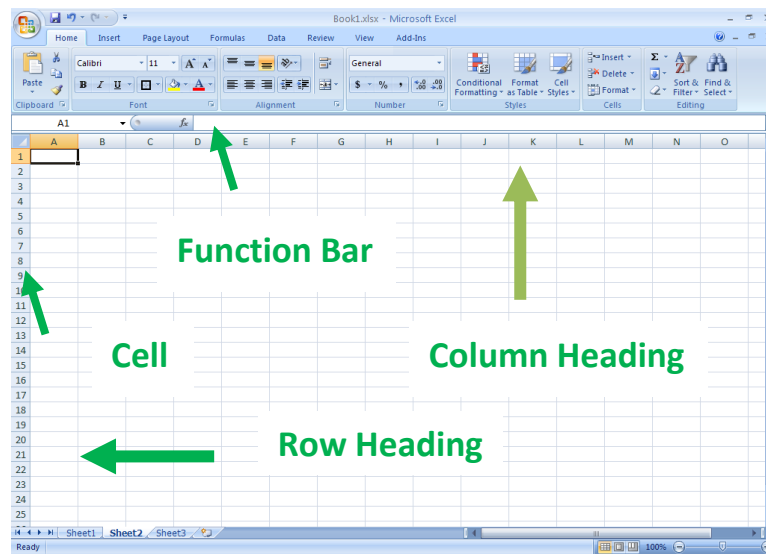 Book1.xlsx - Microsoft Excel
Home Insert Page Layout Formulas Data Review View Add-Ins
Paste
Calibri 11 A A
B I U A
General
$ % , .0 .00 .00 .0
Conditional Formatting
Format as Table
Cell Styles
Insert
Delete
Format
Σ
Sort & Filter
Find & Select
Clipboard Font Alignment Number Styles Cells Editing
A1 fx
A B C D E F G H I J K L M N O
1
2
3
4
5
6
7
8
9
10
11
12
13
14
15
16
17
18
19
20
21
22
23
24
25
Function Bar
Cell
Column Heading
Row Heading
Sheet1 Sheet2 Sheet3
Ready 100%